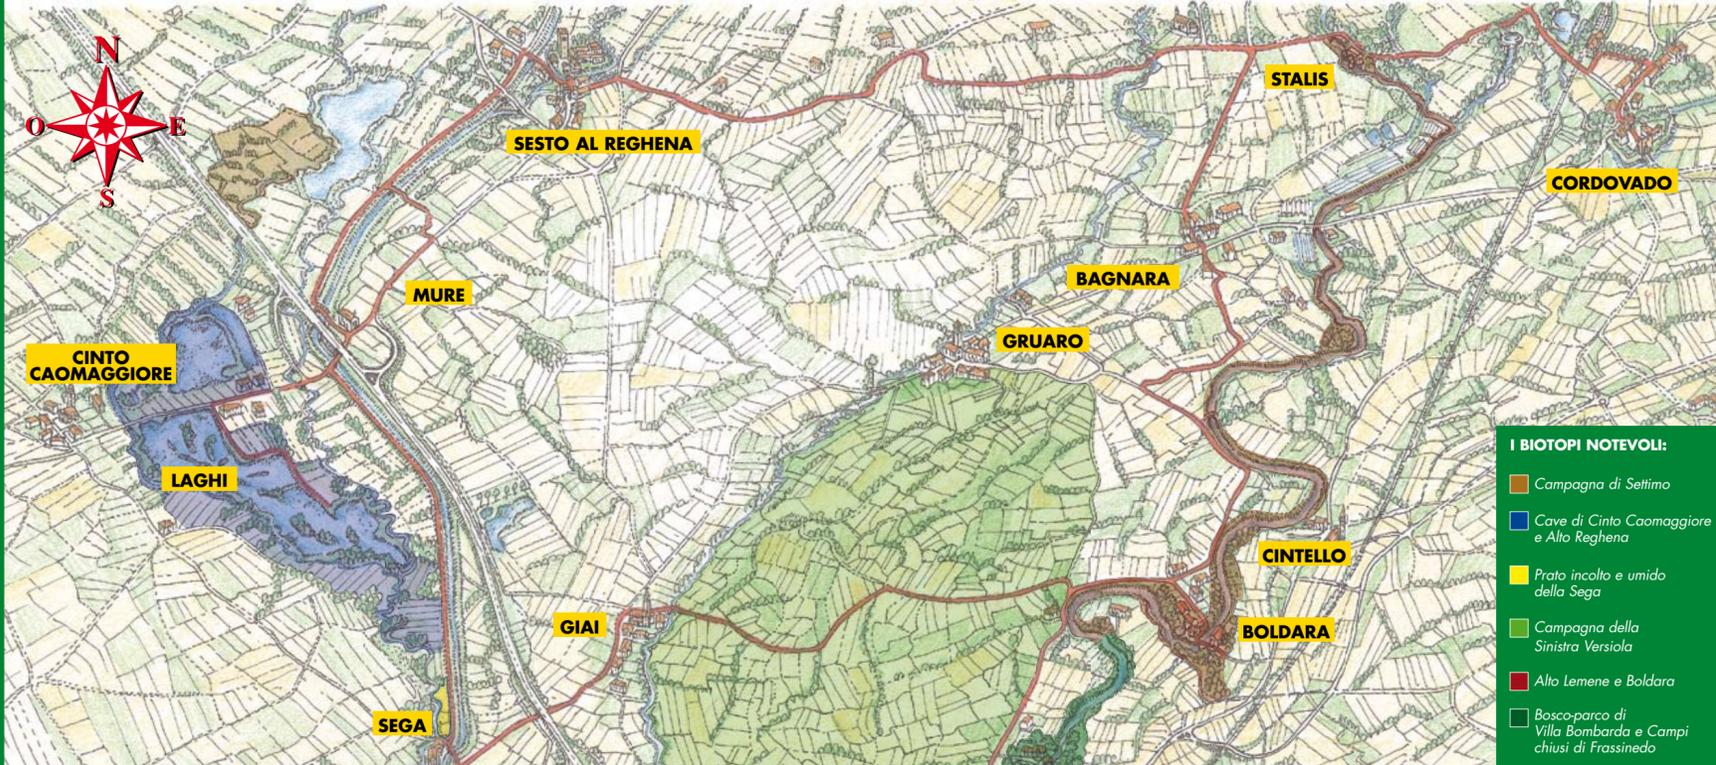 N
O
E
S
STALIS
SESTO AL REGHENA
CORDOVADO
BAGNARA
MURE
GRUARO
CINTO
CAOMAGGIORE
LAGHI
CINTELLO
GIAI
BOLDARA
SEGA
I BIOTOPI NOTEVOLI:
Campagna di Settimo
Cave di Cinto Caomaggiore
e Alto Reghena
Prato incolto e umido
della Sega
Campagna della
Sinistra Versiola
Alto Lemene e Boldara
Bosco-parco di
Villa Bombarda e Campi
chiusi di Frassinedo